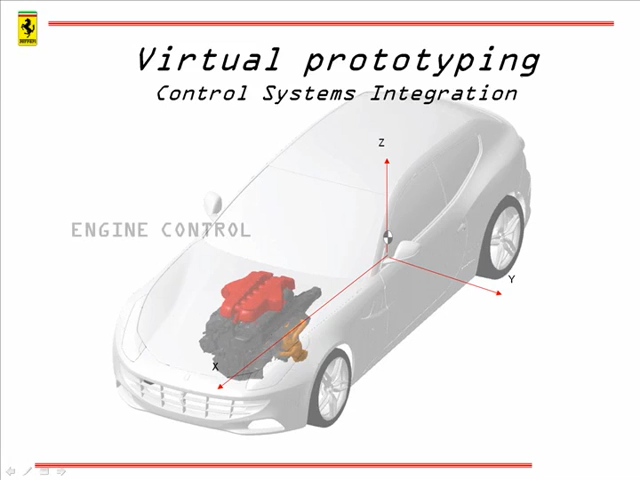 Virtual prototyping
Control Systems Integration
Z
ENGINE CONTROL
Y
X